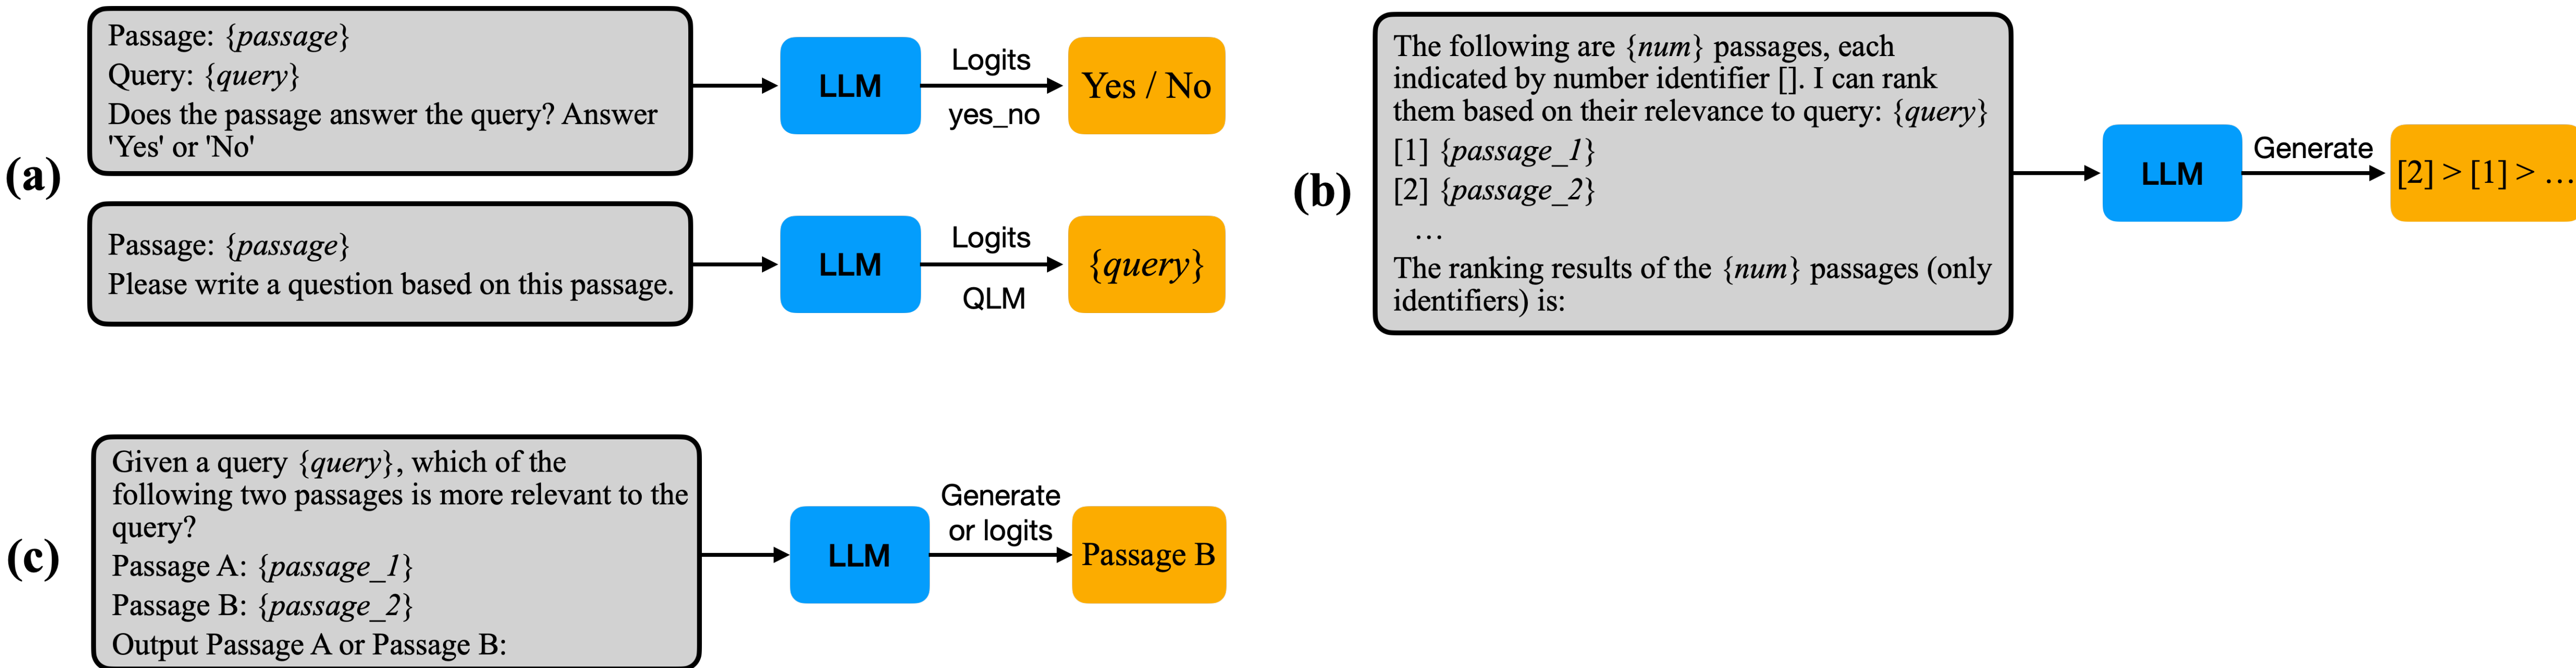 (a)
Passage: {passage}
Query: {query}
Does the passage answer the query? Answer
'Yes' or 'No'
LLM
Logits
yes_no
Yes / No
Passage: {passage}
Please write a question based on this passage.
LLM
Logits
QLM
{query}
(b)
The following are {num} passages, each
indicated by number identifier []. I can rank
them based on their relevance to query: {query}
[1] {passage_1}
[2] {passage_2}
…
The ranking results of the {num} passages (only
identifiers) is:
LLM
Generate
[2] > [1] > …
(c)
Given a query {query}, which of the
following two passages is more relevant to the
query?
Passage A: {passage_1}
Passage B: {passage_2}
Output Passage A or Passage B:
LLM
Generate
or logits
Passage B